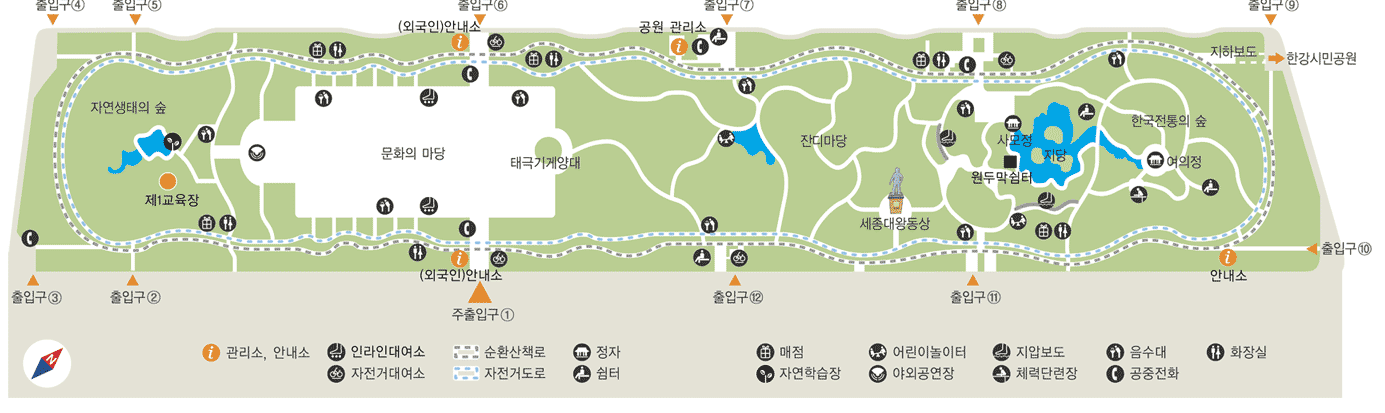 출입구④
출입구⑤
출입구⑥
출입구⑦
출입구⑧
출입구⑨
(외국인)안내소
공원 관리소
지하보도
한강시민공원
자연생태의 숲
한국전통의 숲
문화의 마당
태극기게양대
잔디마당
사모정
지당
여의정
원두막쉼터
제1교육장
세종대왕동상
출입구⑩
(외국인)안내소
안내소
출입구③
출입구②
주출입구①
출입구⑫
출입구⑪
N
관리소, 안내소
인라인대여소
순환산책로
정자
매점
어린이놀이터
지압보도
음수대
화장실
자전거대여소
자전거도로
쉼터
자연학습장
야외공연장
체력단련장
공중전화